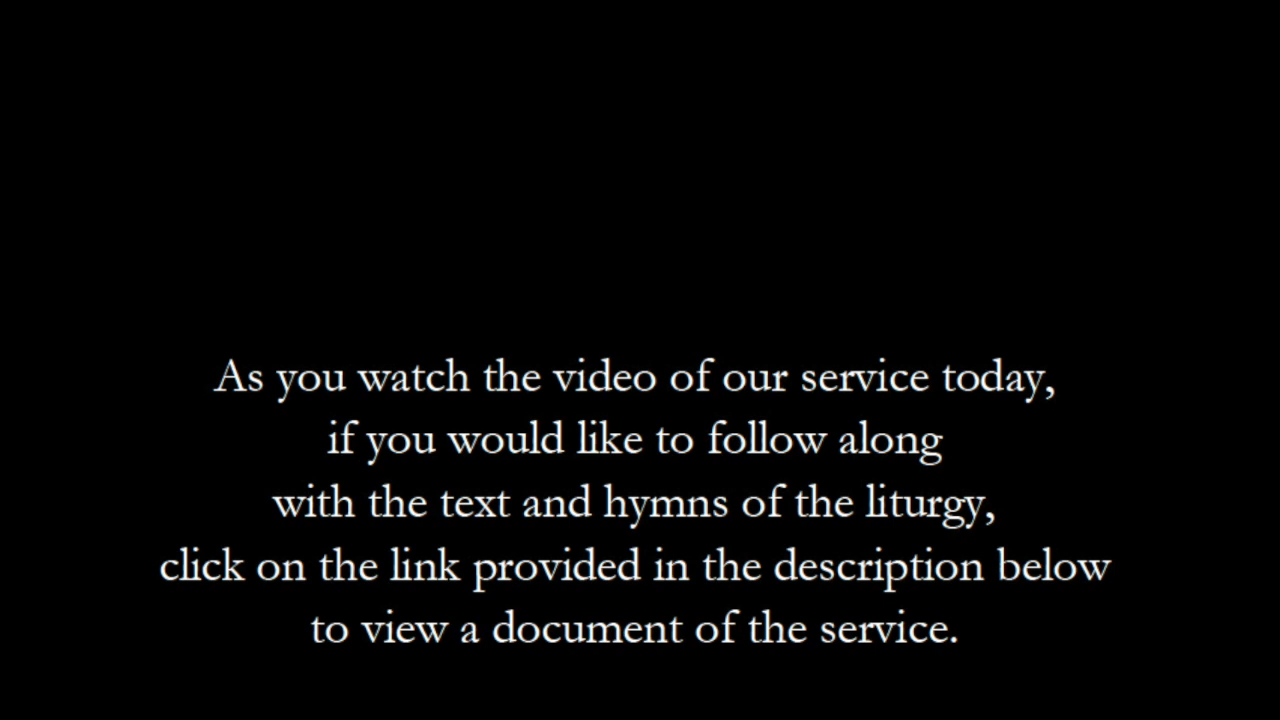 As you watch the video of our service today,
if you would like to follow along
with the text and hymns of the liturgy,
click on the link provided in the description below
to view a document of the service.